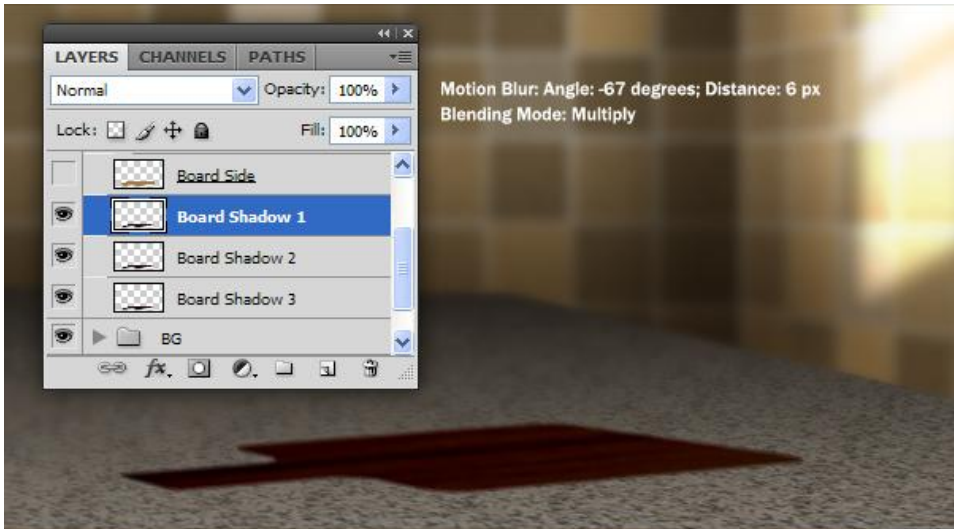 LAYERS CHANNELS PATHS
Normal Opacity: 100%
Lock: Fill: 100%
Board Side
Board Shadow 1
Board Shadow 2
Board Shadow 3
BG
fx.
Motion Blur: Angle: -67 degrees; Distance: 6 px
Blending Mode: Multiply